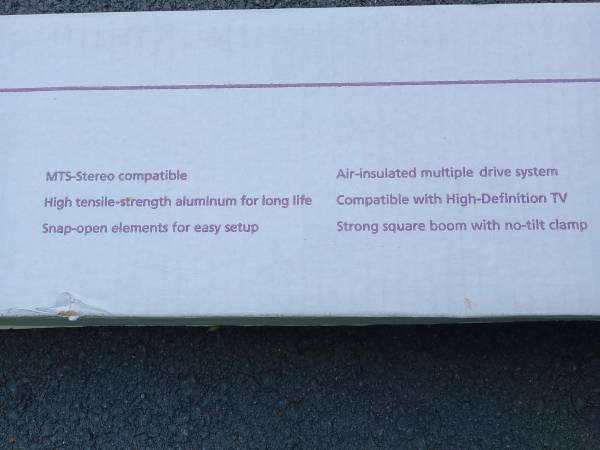 MTS-Stereo compatible
High tensile-strength aluminum for long life
Snap-open elements for easy setup
Air-insulated multiple drive system
Compatible with High-Definition TV
Strong square boom with no-tilt clamp